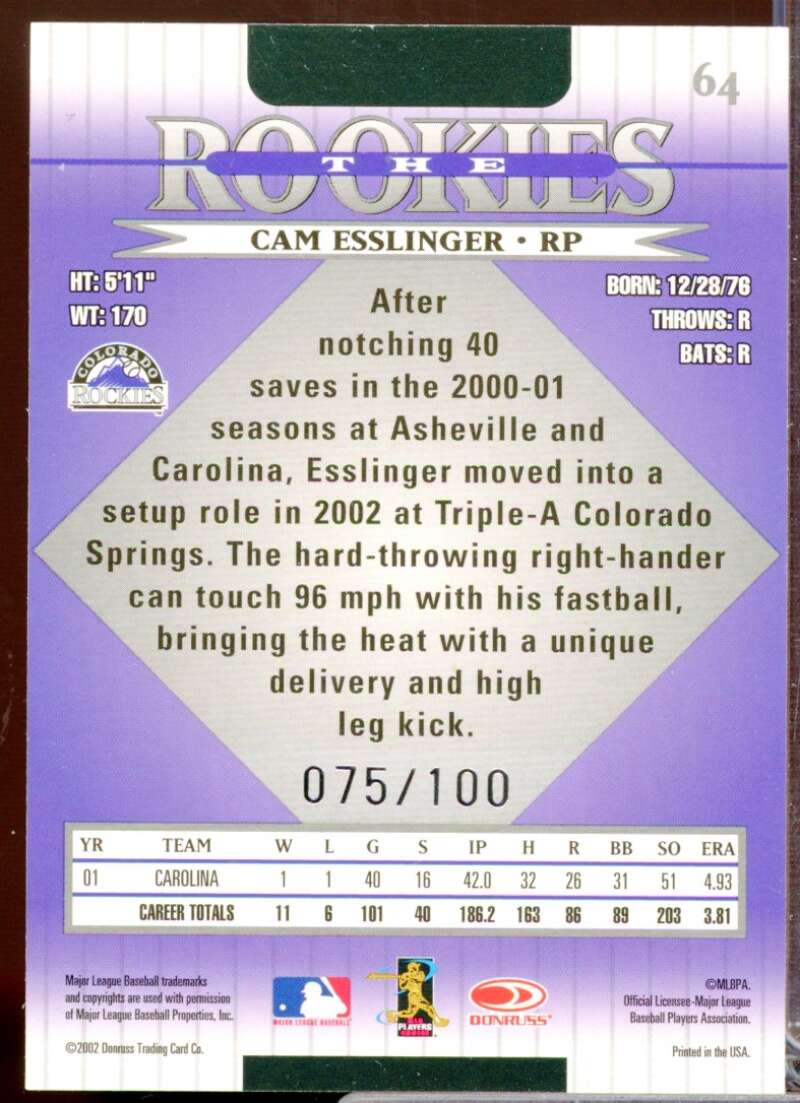 64
ROOKIES
THE
CAM ESSLINGER • RP
HT: 5'11"
WT: 170
BORN: 12/28/76
THROWS: R
BATS: R
COLORADO
ROCKIES
After
notching 40
saves in the 2000-01
seasons at Asheville and
Carolina, Esslinger moved into a
setup role in 2002 at Triple-A Colorado
Springs. The hard-throwing right-hander
can touch 96 mph with his fastball,
bringing the heat with a unique
delivery and high
leg kick.
075/100
YR TEAM W L G S IP H R BB SO ERA
01 CAROLINA 1 1 40 16 42.0 32 26 31 51 4.93
CAREER TOTALS 11 6 101 40 186.2 163 86 89 203 3.81
Major League Baseball trademarks
and copyrights are used with permission
of Major League Baseball Properties, Inc.
©2002 Donruss Trading Card Co.
MAJOR LEAGUE BASEBALL
PLAYERS
CHOICE
DONRUSS
©MLBPA.
Official Licensee-Major League
Baseball Players Association.
Printed in the USA.